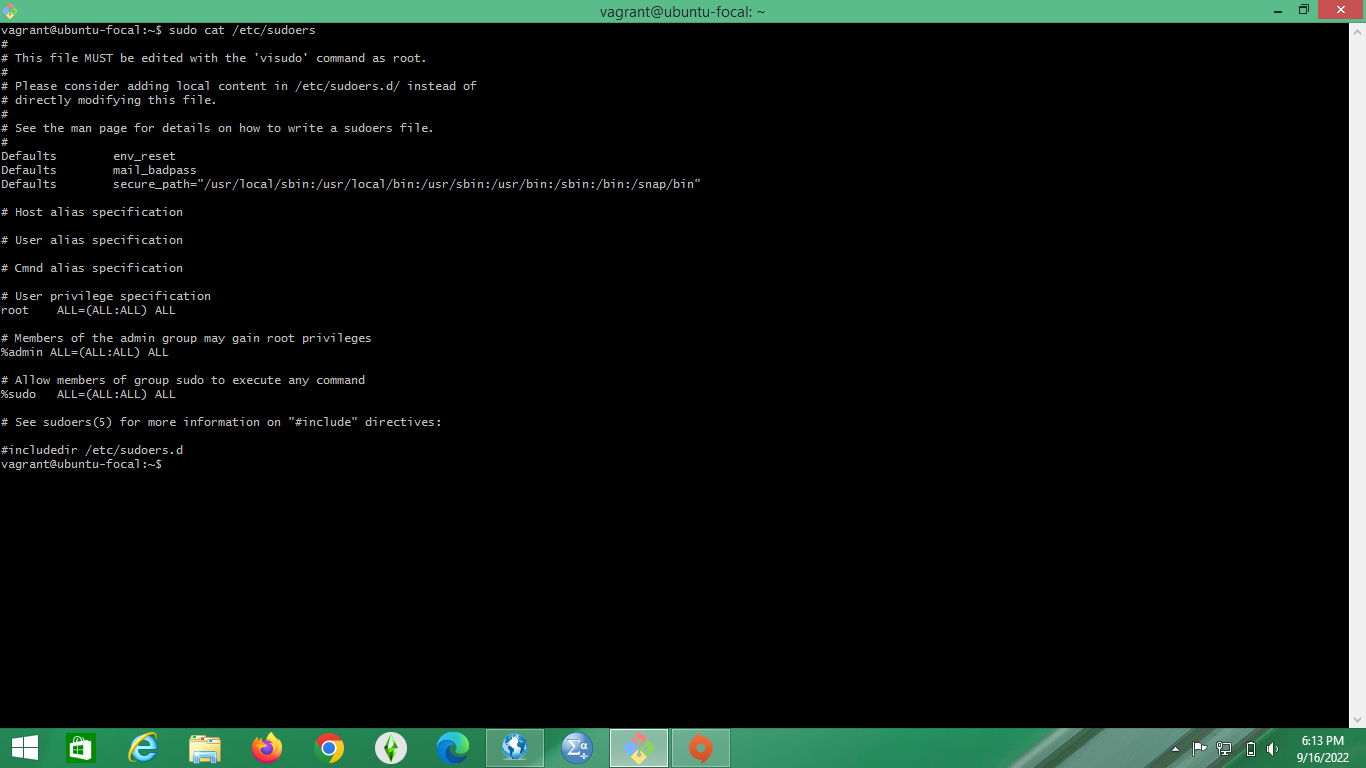 vagrant@ubuntu-focal: ~
vagrant@ubuntu-focal:~$ sudo cat /etc/sudoers
#
# This file MUST be edited with the 'visudo' command as root.
#
# Please consider adding local content in /etc/sudoers.d/ instead of
# directly modifying this file.
#
# See the man page for details on how to write a sudoers file.
#
Defaults        env_reset
Defaults        mail_badpass
Defaults        secure_path="/usr/local/sbin:/usr/local/bin:/usr/sbin:/usr/bin:/sbin:/bin:/snap/bin"
# Host alias specification
# User alias specification
# Cmnd alias specification
# User privilege specification
root    ALL=(ALL:ALL) ALL
# Members of the admin group may gain root privileges
%admin ALL=(ALL:ALL) ALL
# Allow members of group sudo to execute any command
%sudo   ALL=(ALL:ALL) ALL
# See sudoers(5) for more information on "#include" directives:
#includedir /etc/sudoers.d
vagrant@ubuntu-focal:~$
6:13 PM
9/16/2022